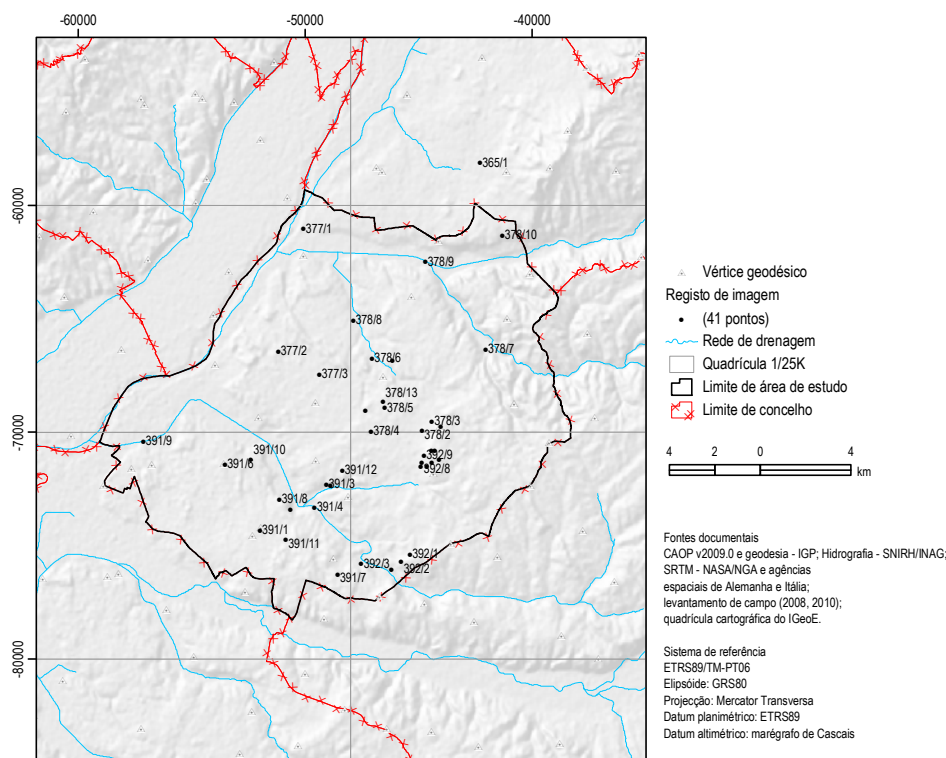 -60000
-50000
-40000
365/1
-60000
377/1
378/10
378/9
378/8
377/2
378/6
378/7
377/3
378/13
378/5
378/3
-70000
378/4
378/2
391/9
391/10
392/9
391/6
391/12
392/8
391/3
391/8
391/4
391/1
391/11
392/1
392/3
392/2
391/7
-80000
Vértice geodésico
Registo de imagem
(41 pontos)
Rede de drenagem
Quadrícula 1/25K
Limite de área de estudo
Limite de concelho
4 2 0 4
km
Fontes documentais
CAOP v2009.0 e geodesia - IGP; Hidrografia - SNIRH/INAG;
SRTM - NASA/NGA e agências
espaciais de Alemanha e Itália;
levantamento de campo (2008, 2010);
quadrícula cartográfica do IGeoE.
Sistema de referência
ETRS89/TM-PT06
Elipsóide: GRS80
Projecção: Mercator Transversa
Datum planimétrico: ETRS89
Datum altimétrico: marégrafo de Cascais